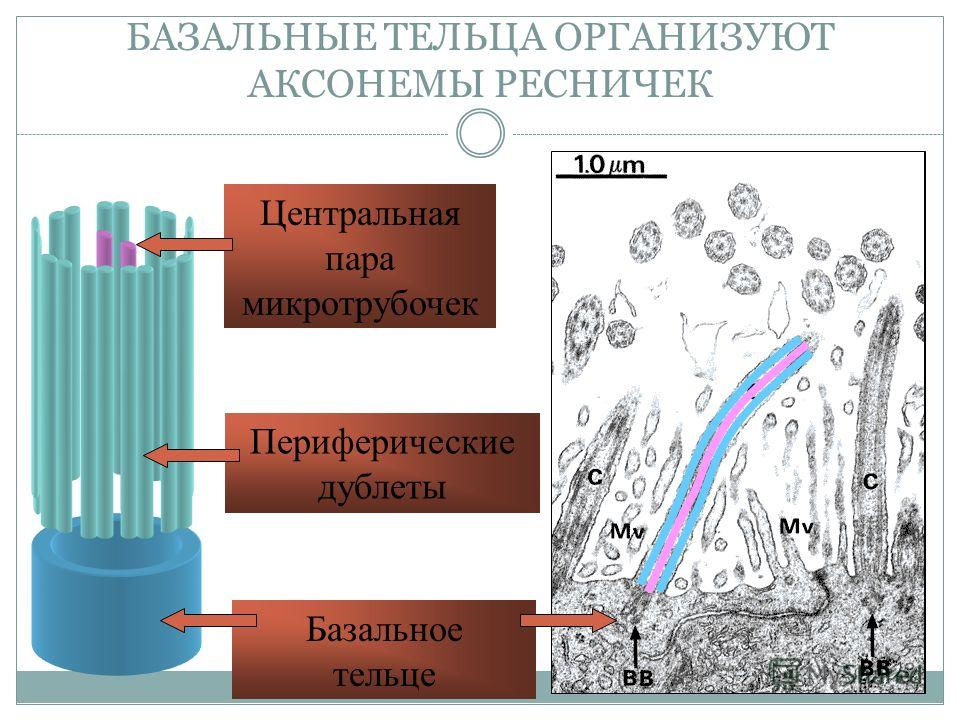 БАЗАЛЬНЫЕ ТЕЛЬЦА ОРГАНИЗУЮТ
АКСОНЕМЫ РЕСНИЧЕК
Центральная
пара
микротрубочек
Периферические
дублеты
Базальное
тельце
1.0 μm
C
C
Mv
Mv
BB
BB
MyShared